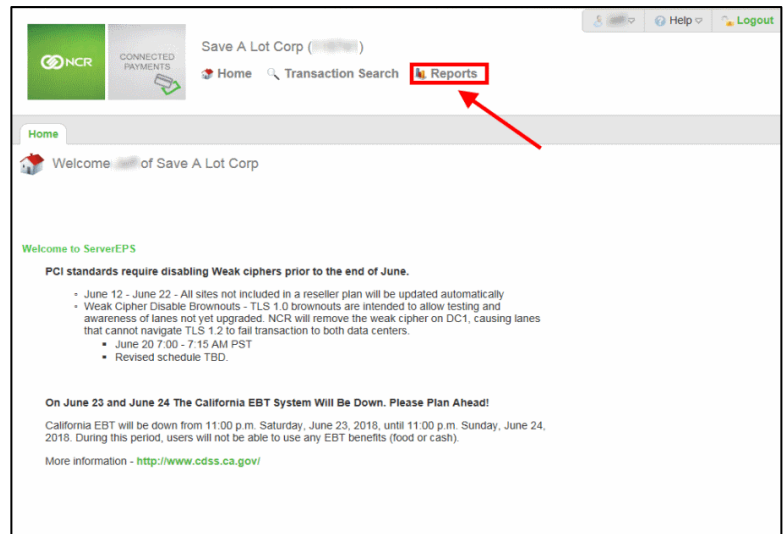 Help
Logout
NCR
CONNECTED
PAYMENTS
Save A Lot Corp ( )
Home
Transaction Search
Reports
Home
Welcome of Save A Lot Corp
Welcome to ServerEPS
PCI standards require disabling Weak ciphers prior to the end of June.
June 12 - June 22 - All sites not included in a reseller plan will be updated automatically
Weak Cipher Disable Brownouts - TLS 1.0 brownouts are intended to allow testing and
awareness of lanes not yet upgraded. NCR will remove the weak cipher on DC1, causing lanes
that cannot navigate TLS 1.2 to fail transaction to both data centers.
June 20 7:00 - 7:15 AM PST
Revised schedule TBD.
On June 23 and June 24 The California EBT System Will Be Down. Please Plan Ahead!
California EBT will be down from 11:00 p.m. Saturday, June 23, 2018, until 11:00 p.m. Sunday, June 24,
2018. During this period, users will not be able to use any EBT benefits (food or cash).
More information - http://www.cdss.ca.gov/